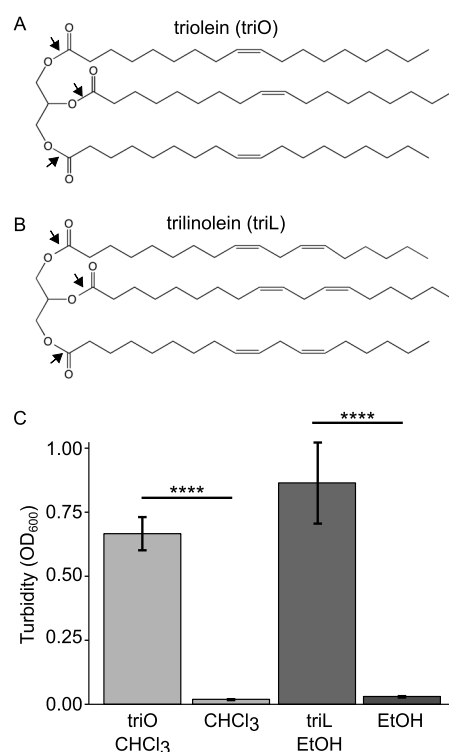 A
triolein (triO)
O
O
O
O
O
O
B
trilinolein (triL)
O
O
O
O
O
O
C
****
****
1.00
0.75
0.50
0.25
0.00
Turbidity (OD600)
triO
CHCl3
CHCl3
triL
EtOH
EtOH